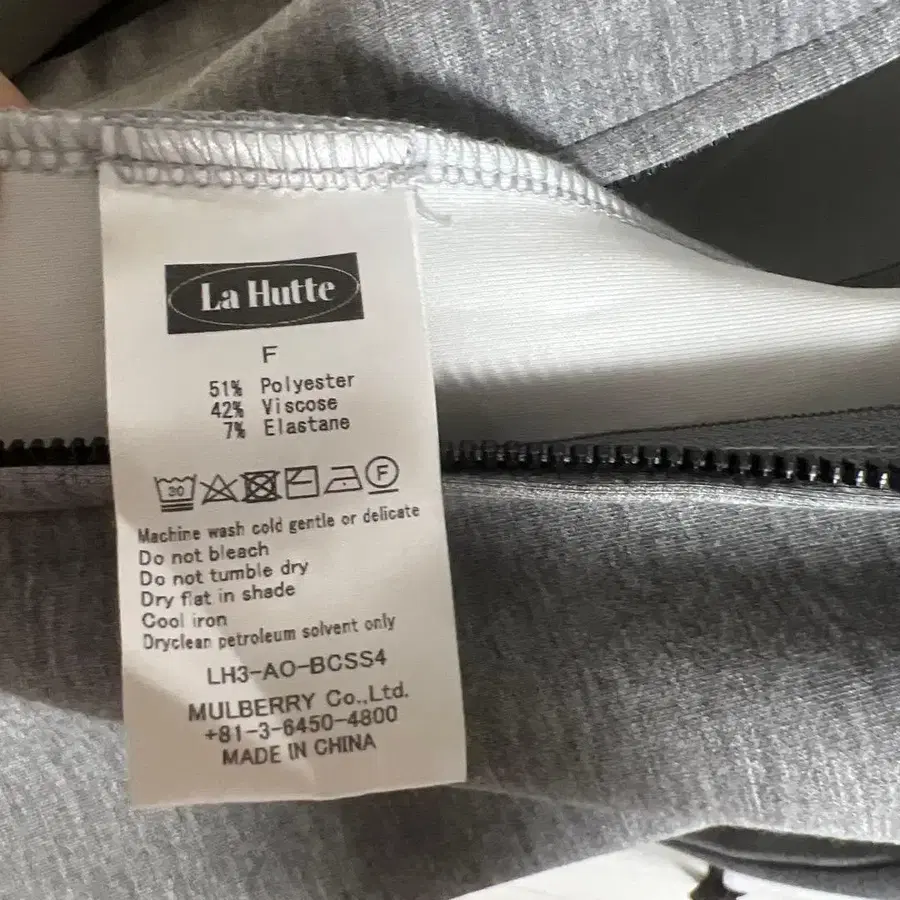 La Hutte
F
51% Polyester
42% Viscose
7% Elastane
30 F
Machine wash cold gentle or delicate
Do not bleach
Do not tumble dry
Dry flat in shade
Cool iron
Dryclean petroleum solvent only
LH3-AO-BCSS4
MULBERRY Co.,Ltd.
+81-3-6450-4800
MADE IN CHINA